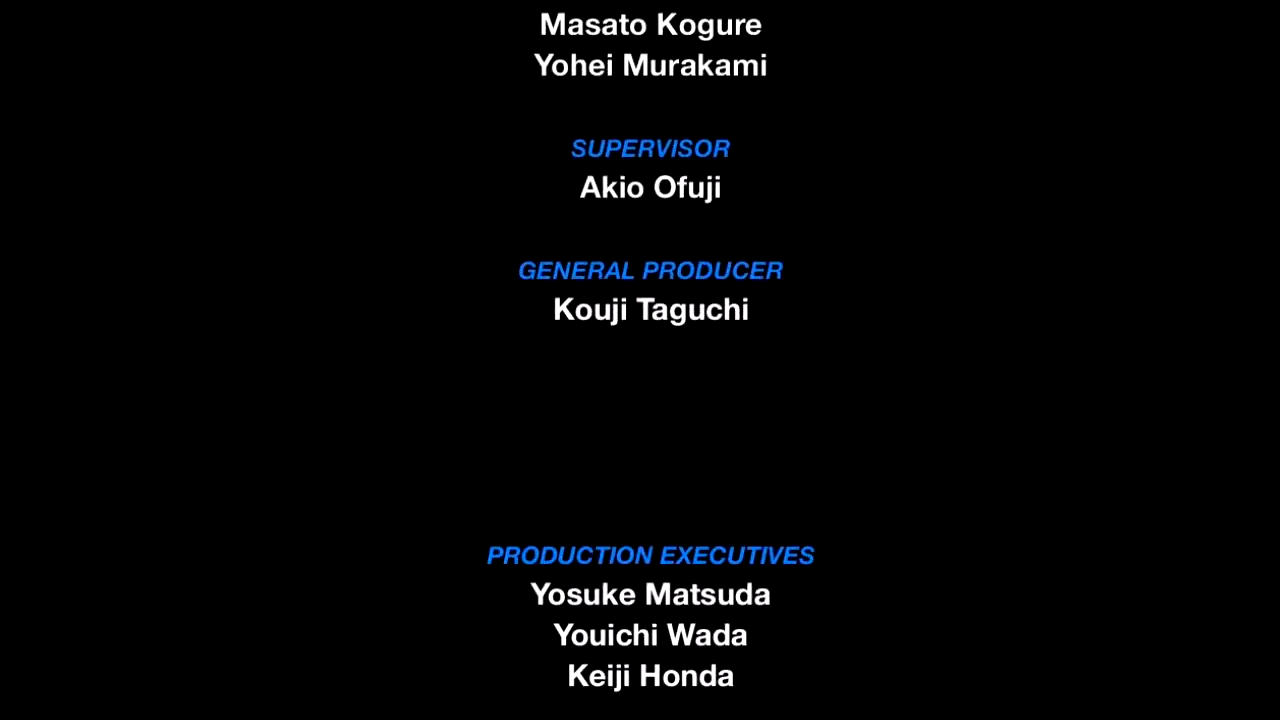 Masato Kogure
Yohei Murakami
SUPERVISOR
Akio Ofuji
GENERAL PRODUCER
Kouji Taguchi
PRODUCTION EXECUTIVES
Yosuke Matsuda
Youichi Wada
Keiji Honda